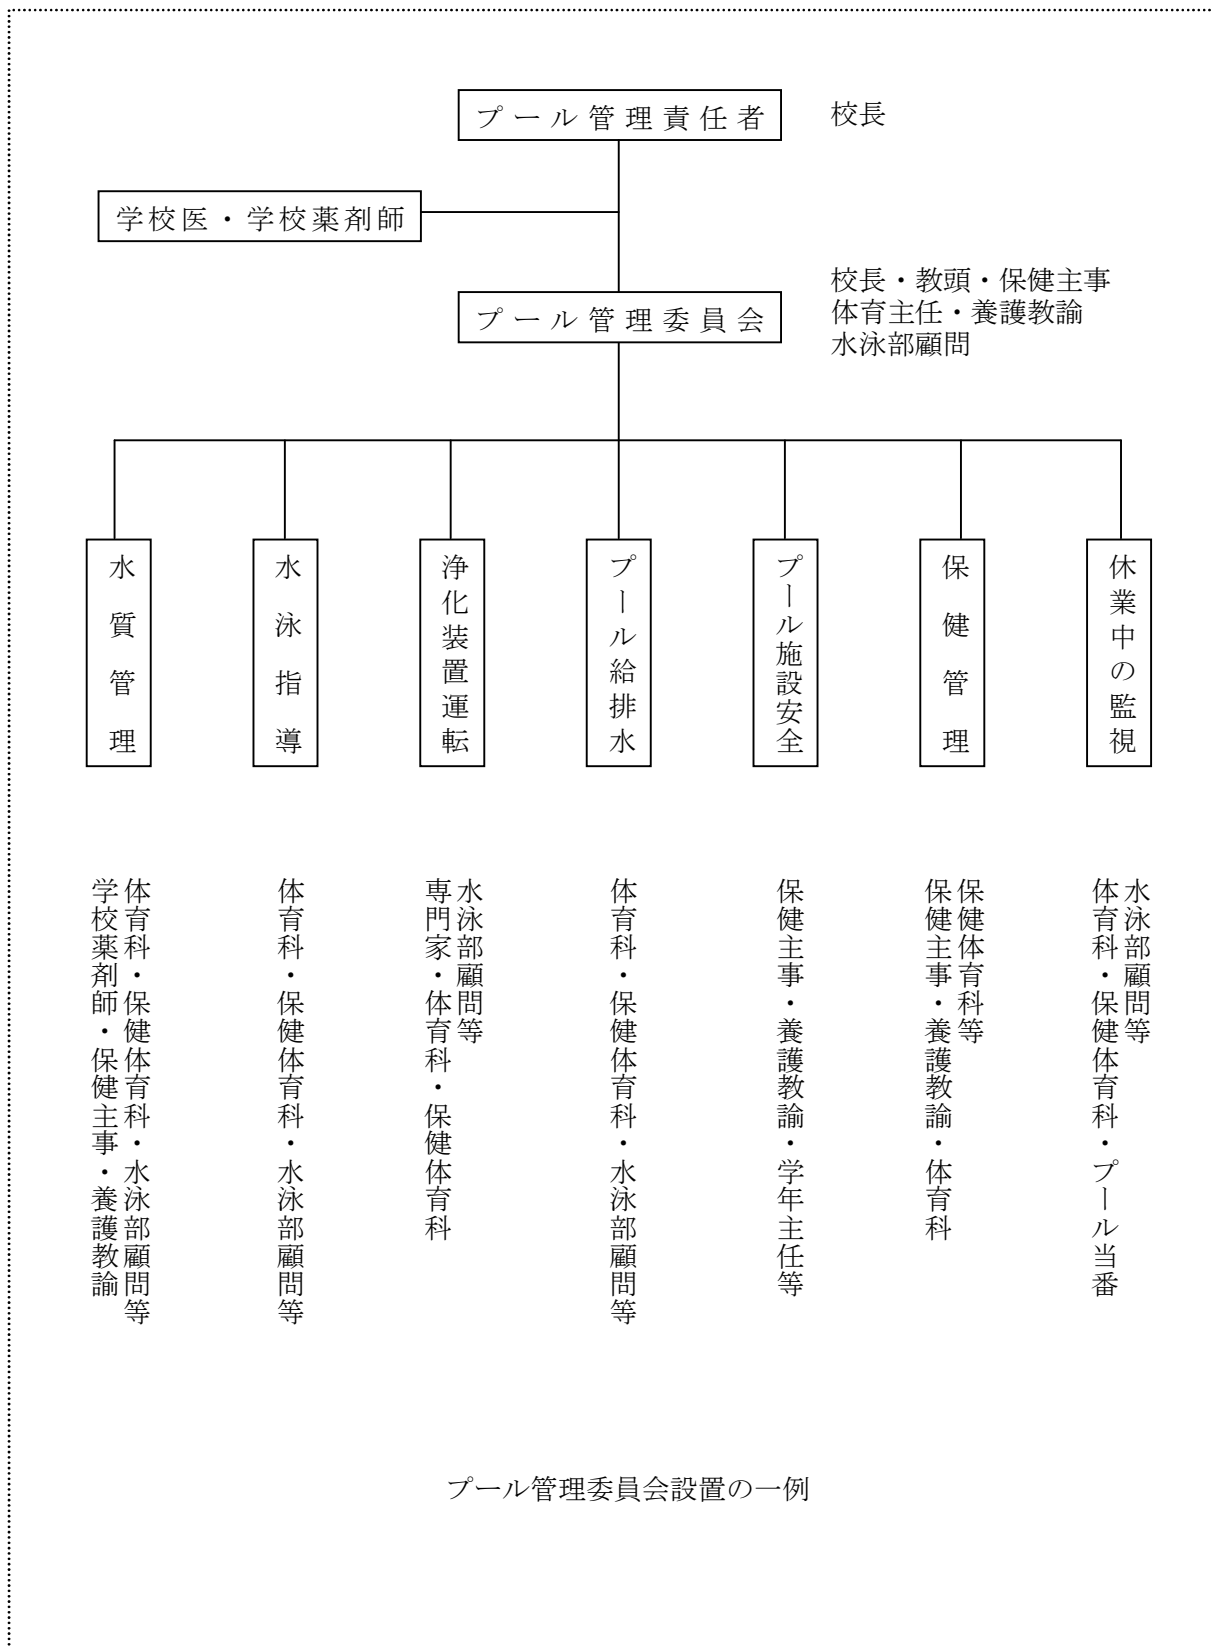 プール管理責任者
校長
学校医・学校薬剤師
プール管理委員会
校長・教頭・保健主事
体育主任・養護教諭
水泳部顧問
水質管理
水泳指導
浄化装置運転
プール給排水
プール施設安全
保健管理
休業中の監視
学校薬剤師・保健主事・養護教諭
体育科・保健体育科・水泳部顧問等
体育科・保健体育科・水泳部顧問等
専門家・体育科・保健体育科
水泳部顧問等
体育科・保健体育科・水泳部顧問等
保健主事・養護教諭・学年主任等
保健主事・養護教諭・体育科
保健体育科等
体育科・保健体育科・プール当番
水泳部顧問等
プール管理委員会設置の一例